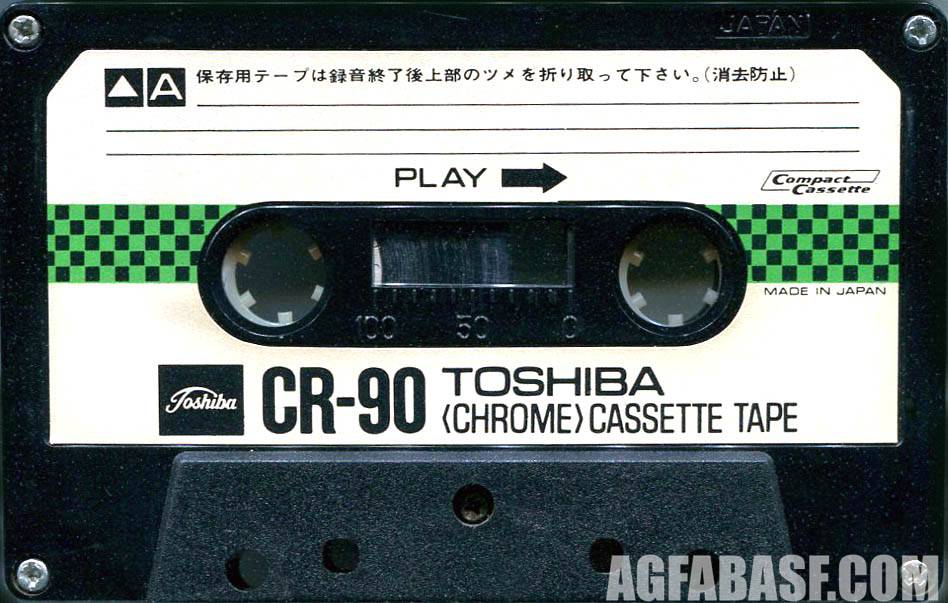 JAPAN
▲A 保存用テープは録音終了後上部のツメを折り取って下さい。(消去防止)
PLAY
Compact
Cassette
MADE IN JAPAN
100 50 0
Toshiba CR-90 TOSHIBA
〈CHROME〉CASSETTE TAPE
AGFABASF.COM